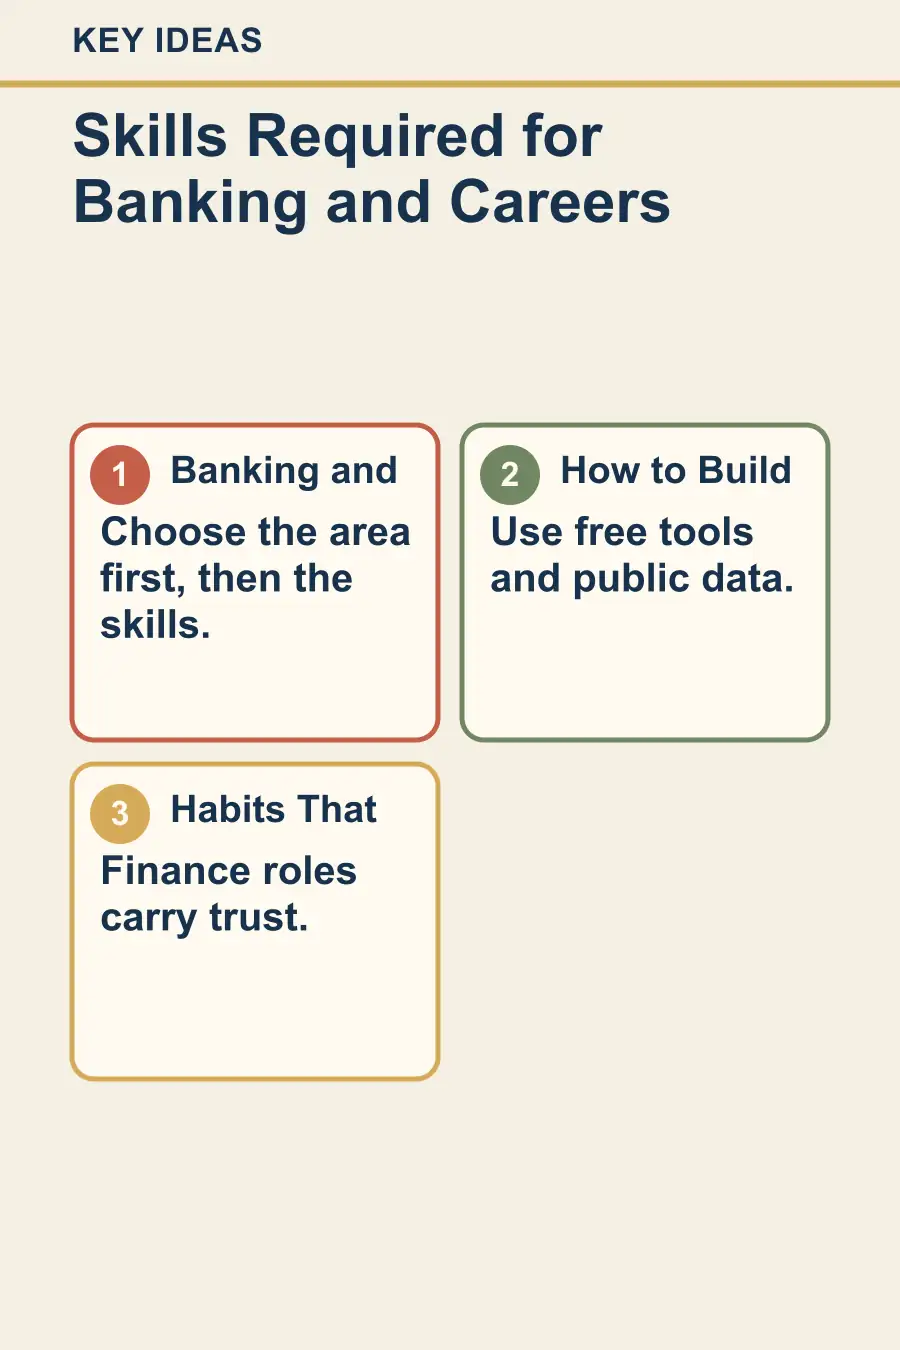 KEY IDEAS
Skills Required for
Banking and Careers
1 Banking and
Choose the area
first, then the
skills.
2 How to Build
Use free tools
and public data.
3 Habits That
Finance roles
carry trust.